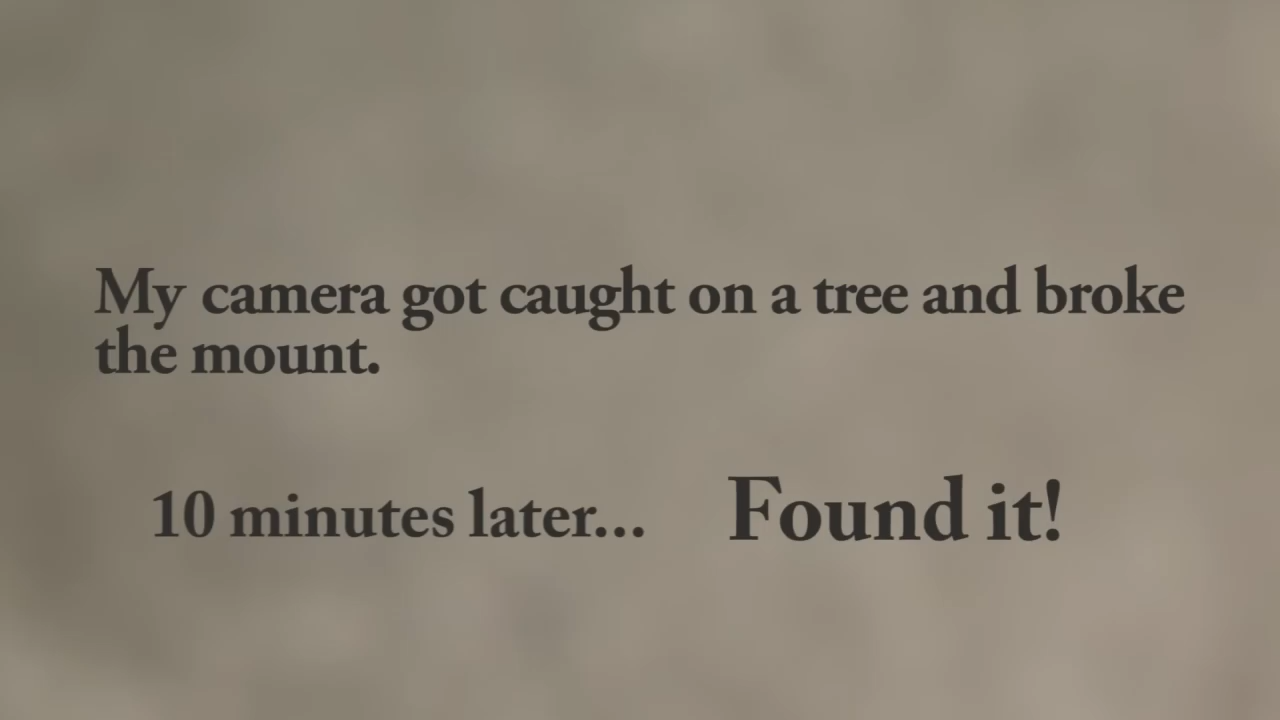 My camera got caught on a tree and broke
the mount.
10 minutes later... Found it!